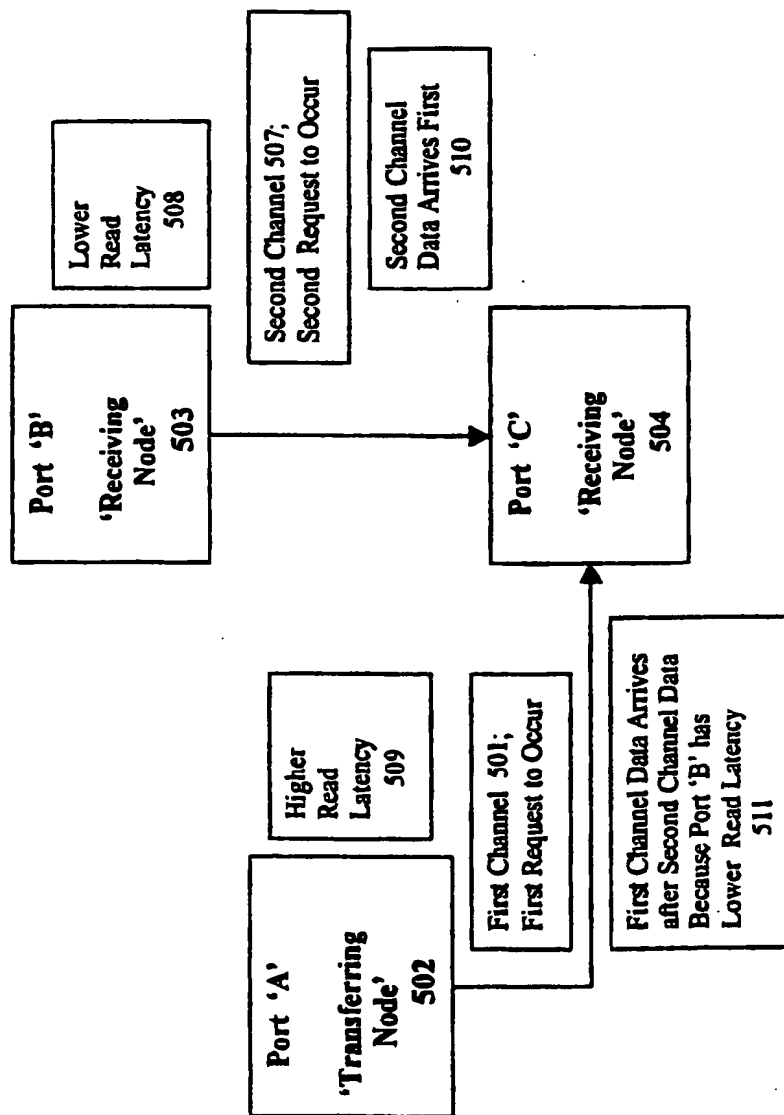 Port ‘A’
‘Transferring
Node’
502
Higher
Read
Latency
509
First Channel 501;
First Request to Occur
First Channel Data Arrives
after Second Channel Data
Because Port ‘B’ has
Lower Read Latency
511
Port ‘B’
‘Receiving
Node’
503
Lower
Read
Latency
508
Second Channel 507;
Second Request to Occur
Second Channel
Data Arrives First
510
Port ‘C’
‘Receiving
Node’
504